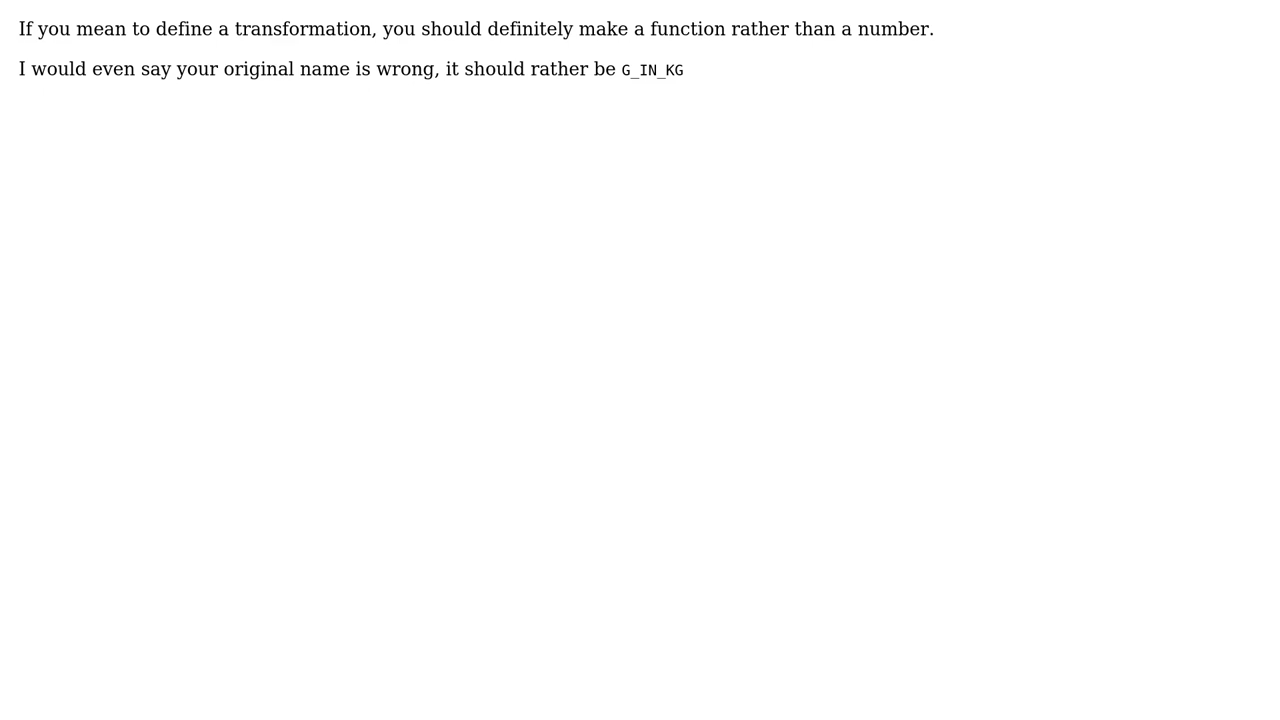 If you mean to define a transformation, you should definitely make a function rather than a number.
I would even say your original name is wrong, it should rather be G_IN_KG